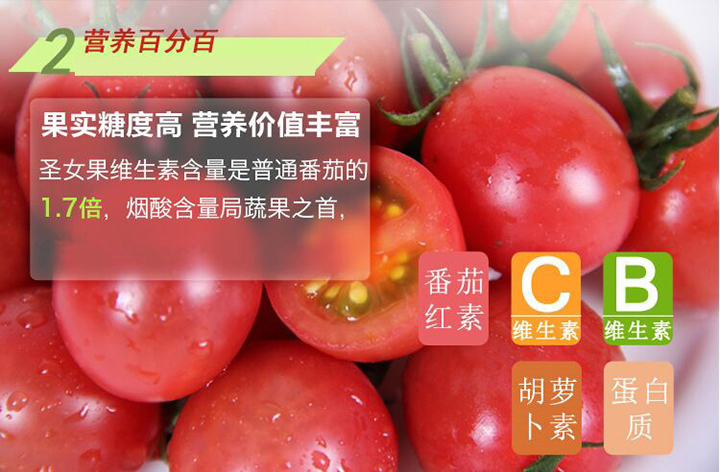 2 营养百分百
果实糖度高 营养价值丰富
圣女果维生素含量是普通番茄的
1.7倍，烟酸含量局蔬果之首，
番茄
红素
C
维生素
B
维生素
胡萝
卜素
蛋白
质